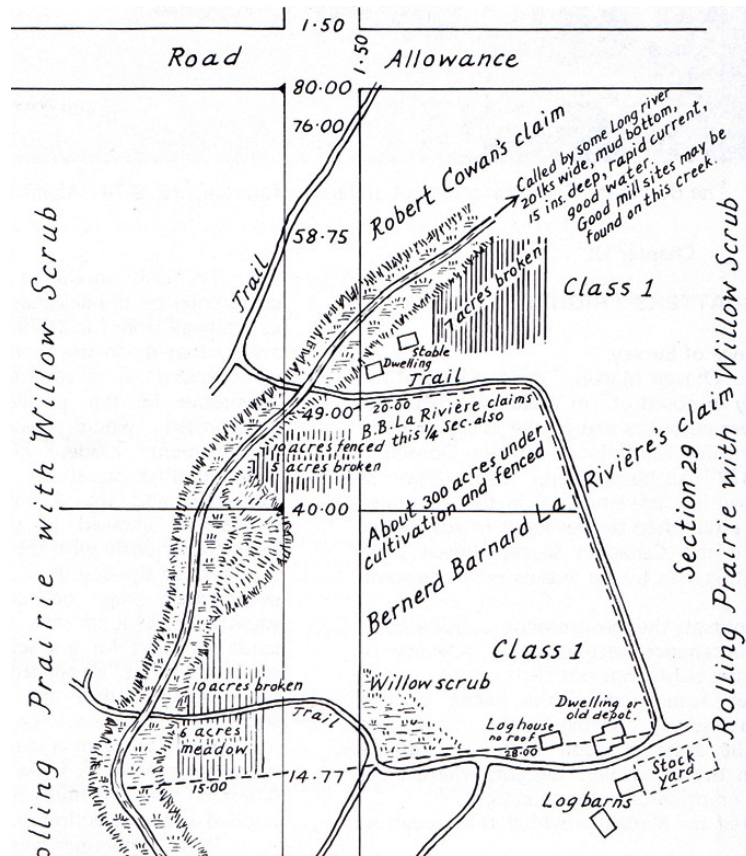 1.50
Road
1.50
Allowance
80.00
76.00
Robert Cowan's claim
Called by some Long river
20 lks wide, mud bottom,
15 ins. deep, rapid current,
good water.
Good mill sites may be
found on this creek.
58.75
Trail
7 acres broken
Class 1
Stable
Dwelling
Trail
49.00
20.00
B.B. La Rivière claims
this 1/4 sec. also
10 acres fenced
5 acres broken
40.00
About 300 acres under
cultivation and fenced
Bernerd Barnard La Rivière's claim
Section 29
Rolling Prairie with Willow Scrub
olling Prairie with Willow Scrub
Class 1
10 acres broken
Willow scrub
Trail
6 acres
meadow
Dwelling or
old depot.
Log house
no roof
28.00
15.00
14.77
Stock
yard
Log barns